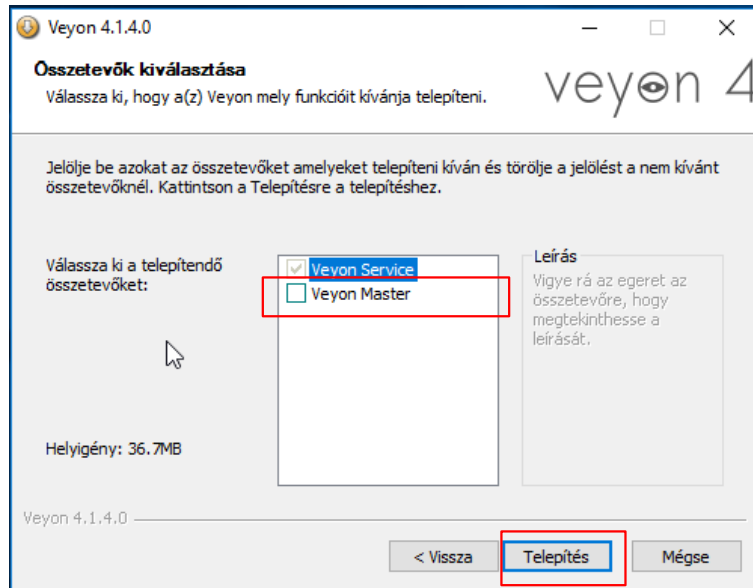 Veyon 4.1.4.0
Összetevők kiválasztása
Válassza ki, hogy a(z) Veyon mely funkcióit kívánja telepíteni.
veyon 4
Jelölje be azokat az összetevőket amelyeket telepíteni kíván és törölje a jelölést a nem kívánt
összetevőknél. Kattintson a Telepítésre a telepítéshez.
Válassza ki a telepítendő
összetevőket:
Veyon Service
Veyon Master
Leírás
Vigye rá az egeret az
összetevőre, hogy
megtekinthesse a
leírását.
Helyigény: 36.7MB
Veyon 4.1.4.0
< Vissza
Telepítés
Mégse